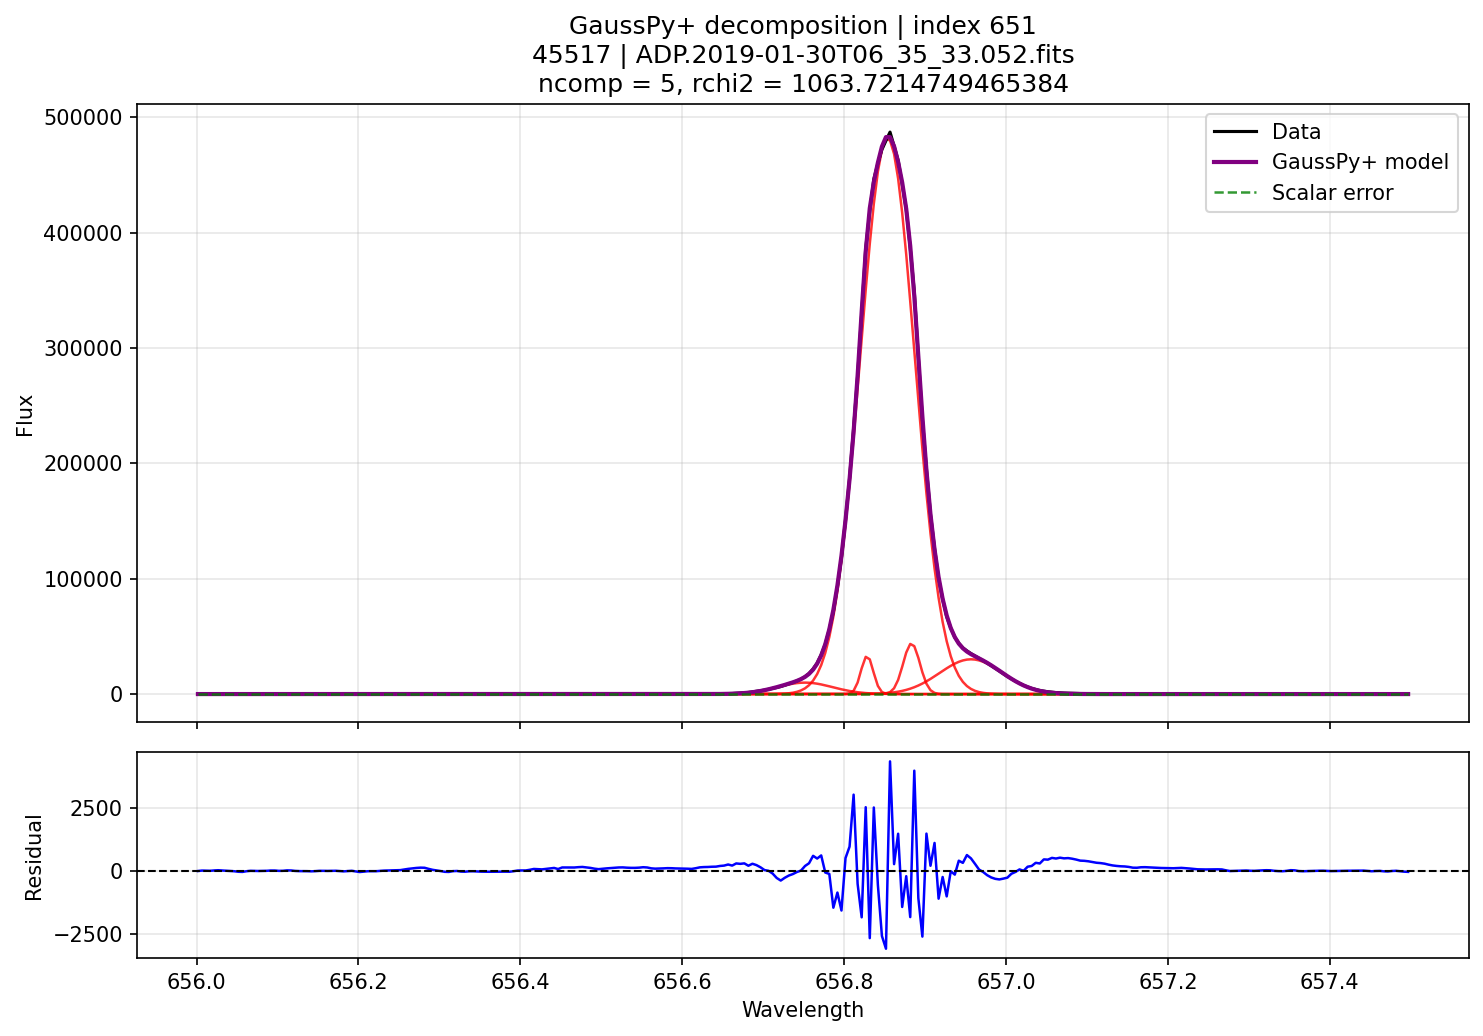 GaussPy+ decomposition | index 651
45517 | ADP.2019-01-30T06_35_33.052.fits
ncomp = 5, rchi2 = 1063.7214749465384
500000
400000
300000
200000
100000
0
Flux
Data
GaussPy+ model
Scalar error
2500
0
−2500
Residual
656.0
656.2
656.4
656.6
656.8
657.0
657.2
657.4
Wavelength